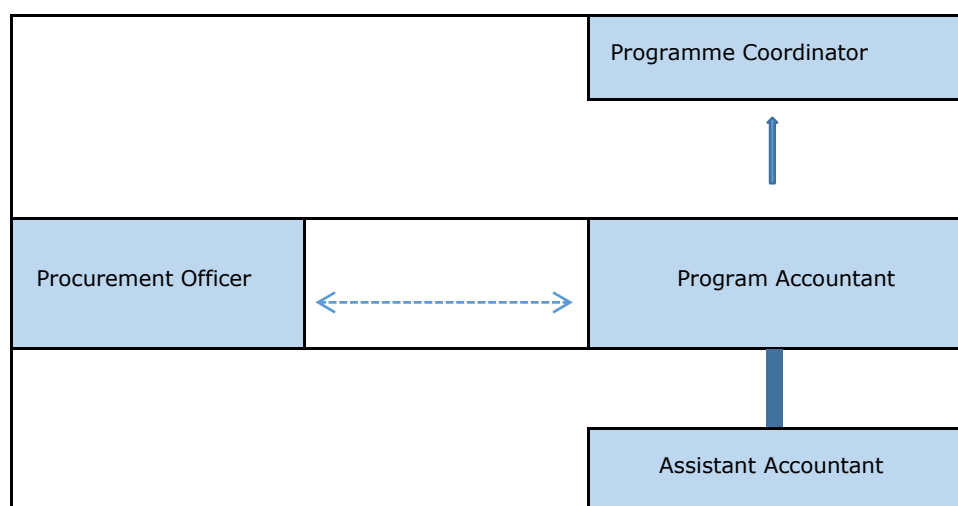 Programme Coordinator
Procurement Officer
Program Accountant
Assistant Accountant